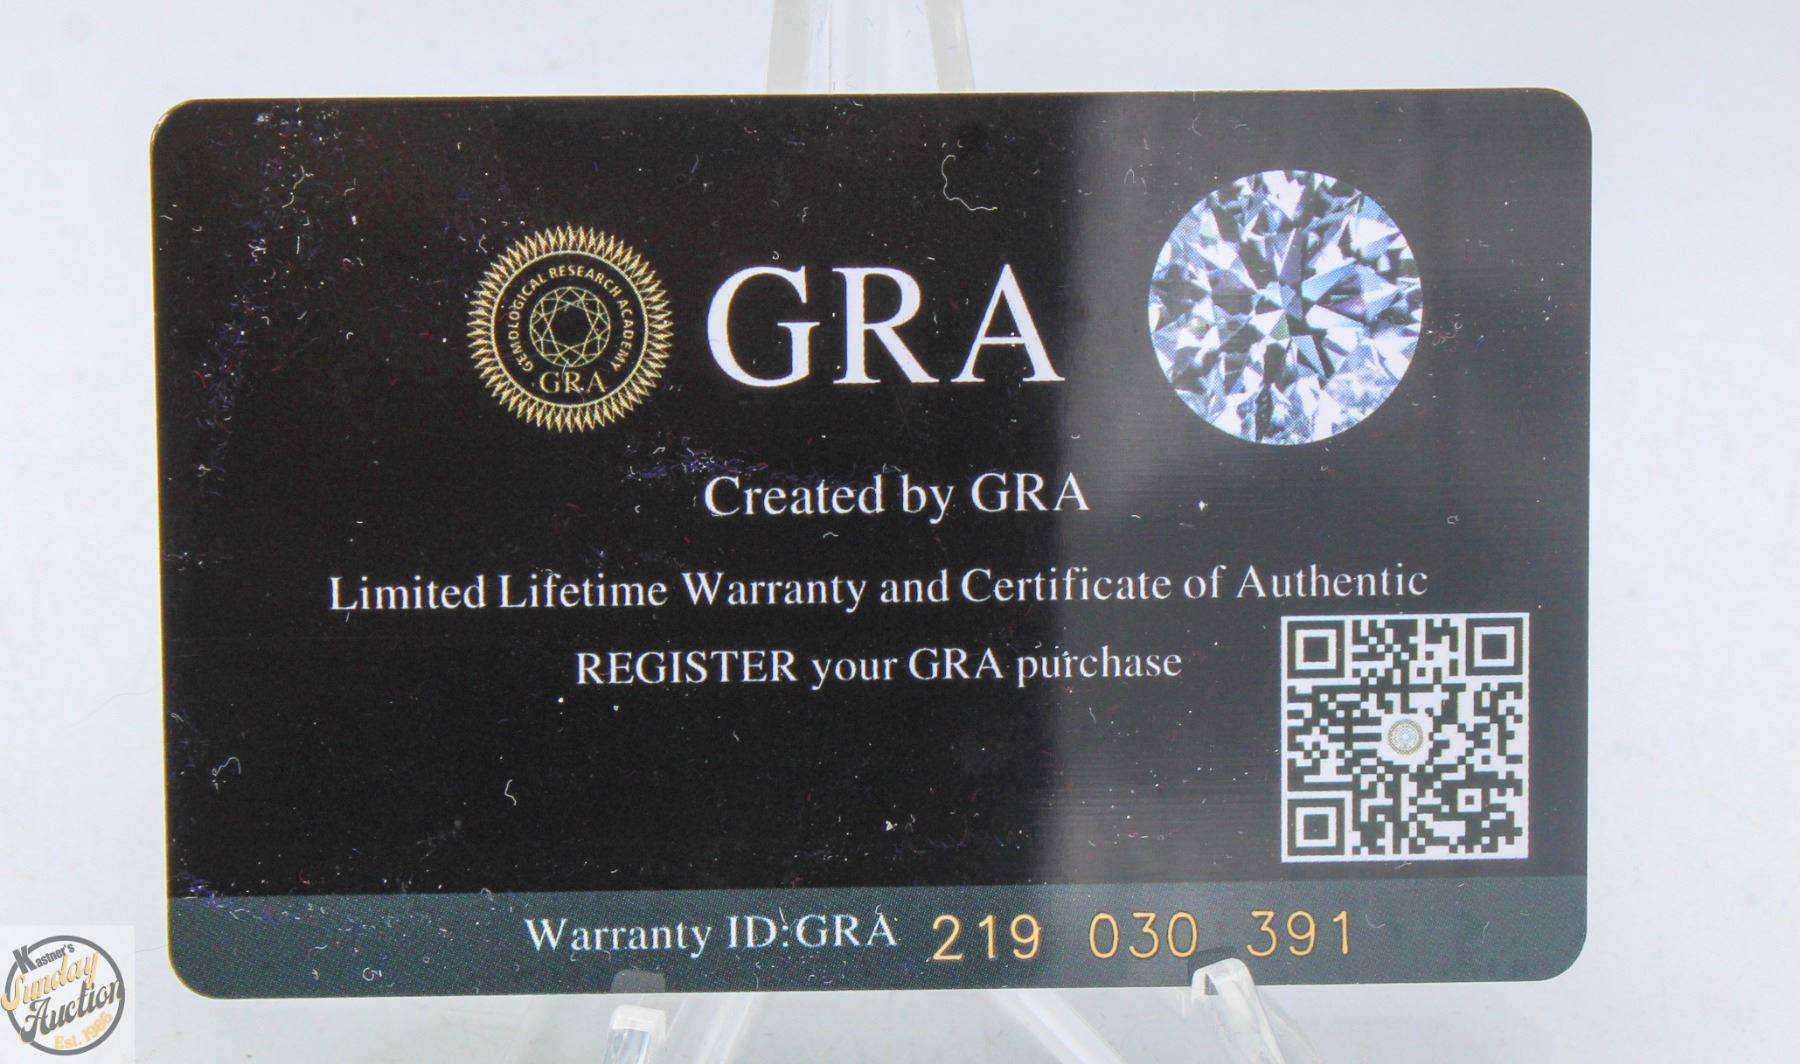 GEMOLOGICAL RESEARCH ACADEMY
GRA
GRA
Created by GRA
Limited Lifetime Warranty and Certificate of Authentic
REGISTER your GRA purchase
Warranty ID:GRA 219 030 391
Kastner's
Sunday
Auction
Est. 1986